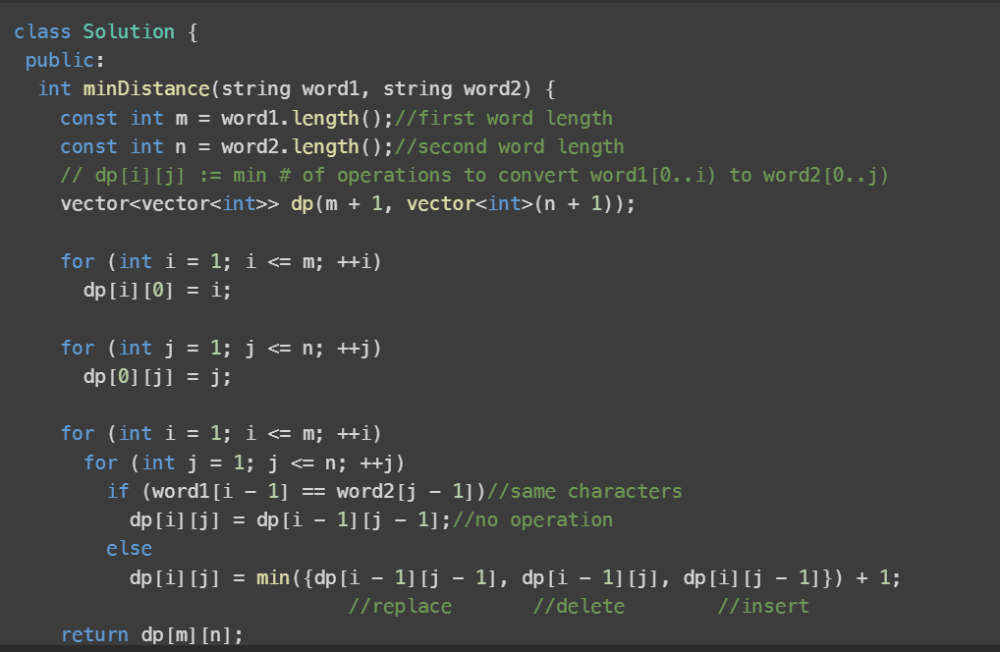 class Solution {
 public:
  int minDistance(string word1, string word2) {
    const int m = word1.length();//first word length
    const int n = word2.length();//second word length
    // dp[i][j] := min # of operations to convert word1[0..i) to word2[0..j)
    vector<vector<int>> dp(m + 1, vector<int>(n + 1));

    for (int i = 1; i <= m; ++i)
      dp[i][0] = i;

    for (int j = 1; j <= n; ++j)
      dp[0][j] = j;

    for (int i = 1; i <= m; ++i)
      for (int j = 1; j <= n; ++j)
        if (word1[i - 1] == word2[j - 1])//same characters
          dp[i][j] = dp[i - 1][j - 1];//no operation
        else
          dp[i][j] = min({dp[i - 1][j - 1], dp[i - 1][j], dp[i][j - 1]}) + 1;
                             //replace       //delete        //insert
    return dp[m][n];